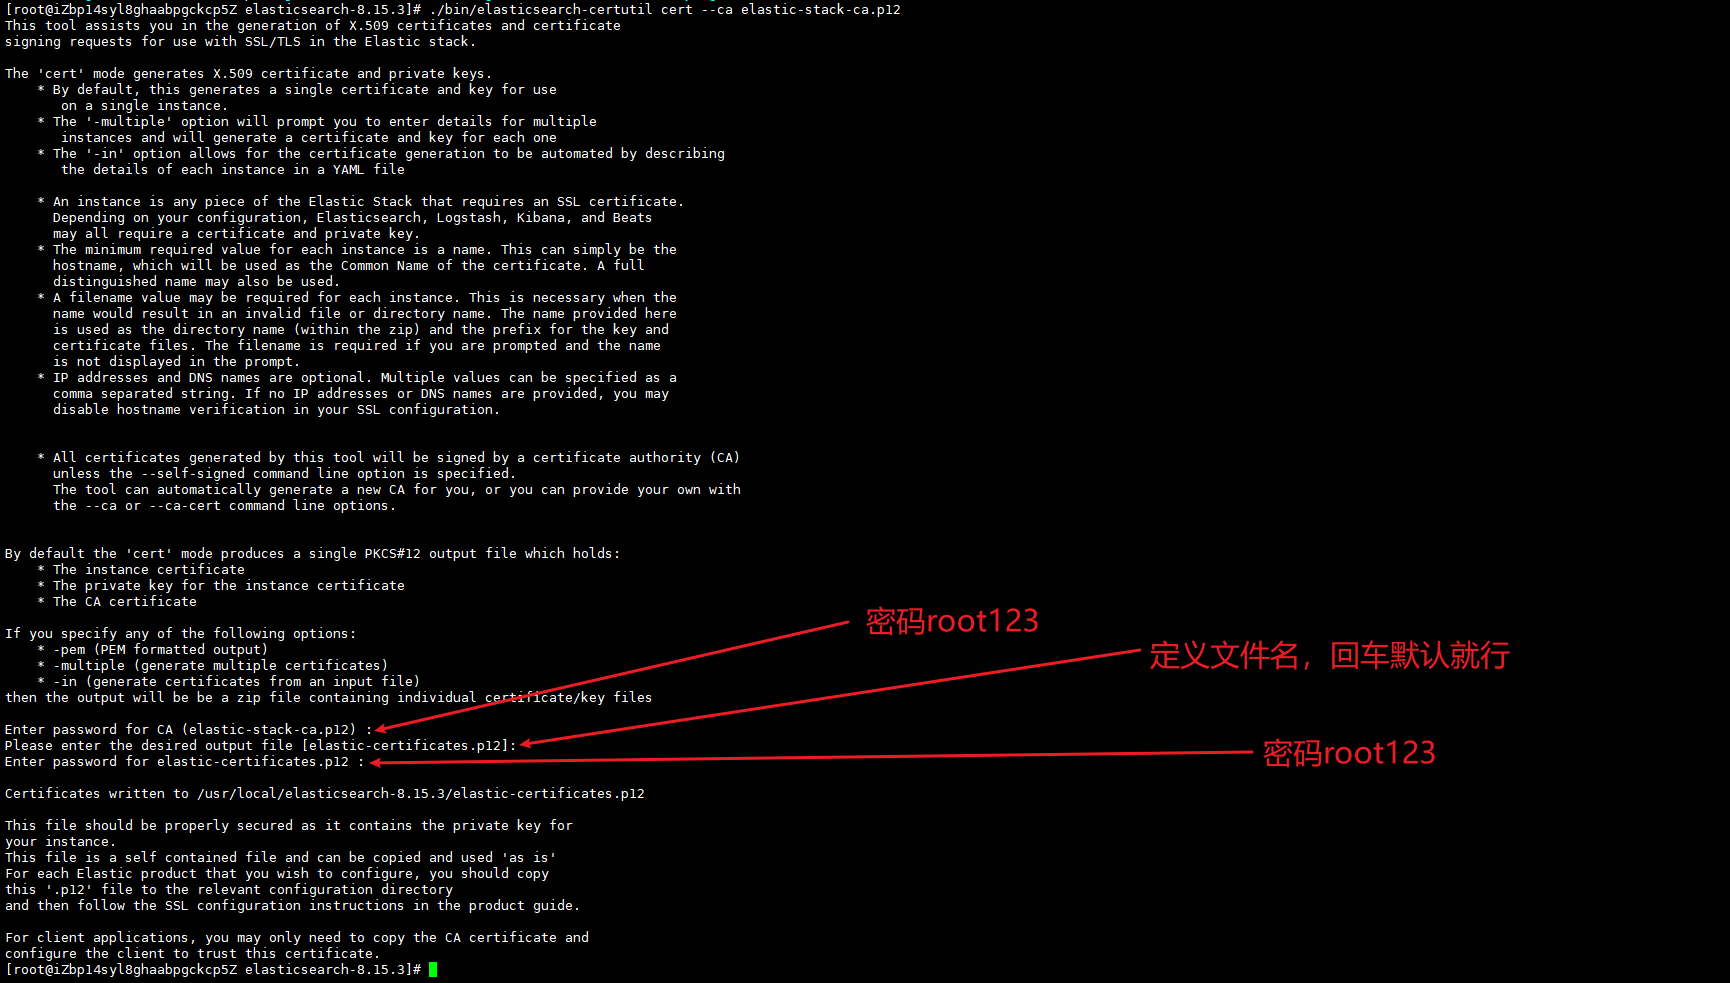 [root@iZbp14syl8ghaabpgckcp5Z elasticsearch-8.15.3]# ./bin/elasticsearch-certutil cert --ca elastic-stack-ca.p12
This tool assists you in the generation of X.509 certificates and certificate
signing requests for use with SSL/TLS in the Elastic stack.

The 'cert' mode generates X.509 certificate and private keys.
    * By default, this generates a single certificate and key for use
       on a single instance.
    * The '-multiple' option will prompt you to enter details for multiple
       instances and will generate a certificate and key for each one
    * The '-in' option allows for the certificate generation to be automated by describing
       the details of each instance in a YAML file

    * An instance is any piece of the Elastic Stack that requires an SSL certificate.
      Depending on your configuration, Elasticsearch, Logstash, Kibana, and Beats
      may all require a certificate and private key.
    * The minimum required value for each instance is a name. This can simply be the
      hostname, which will be used as the Common Name of the certificate. A full
      distinguished name may also be used.
    * A filename value may be required for each instance. This is necessary when the
      name would result in an invalid file or directory name. The name provided here
      is used as the directory name (within the zip) and the prefix for the key and
      certificate files. The filename is required if you are prompted and the name
      is not displayed in the prompt.
    * IP addresses and DNS names are optional. Multiple values can be specified as a
      comma separated string. If no IP addresses or DNS names are provided, you may
      disable hostname verification in your SSL configuration.

    * All certificates generated by this tool will be signed by a certificate authority (CA)
      unless the --self-signed command line option is specified.
      The tool can automatically generate a new CA for you, or you can provide your own with
      the --ca or --ca-cert command line options.

By default the 'cert' mode produces a single PKCS#12 output file which holds:
    * The instance certificate
    * The private key for the instance certificate
    * The CA certificate

If you specify any of the following options:
    * -pem (PEM formatted output)
    * -multiple (generate multiple certificates)
    * -in (generate certificates from an input file)
then the output will be be a zip file containing individual certificate/key files

密码root123
定义文件名，回车默认就行
Enter password for CA (elastic-stack-ca.p12) :
Please enter the desired output file [elastic-certificates.p12]:
Enter password for elastic-certificates.p12 :
密码root123

Certificates written to /usr/local/elasticsearch-8.15.3/elastic-certificates.p12

This file should be properly secured as it contains the private key for
your instance.
This file is a self contained file and can be copied and used 'as is'
For each Elastic product that you wish to configure, you should copy
this '.p12' file to the relevant configuration directory
and then follow the SSL configuration instructions in the product guide.

For client applications, you may only need to copy the CA certificate and
configure the client to trust this certificate.
[root@iZbp14syl8ghaabpgckcp5Z elasticsearch-8.15.3]#